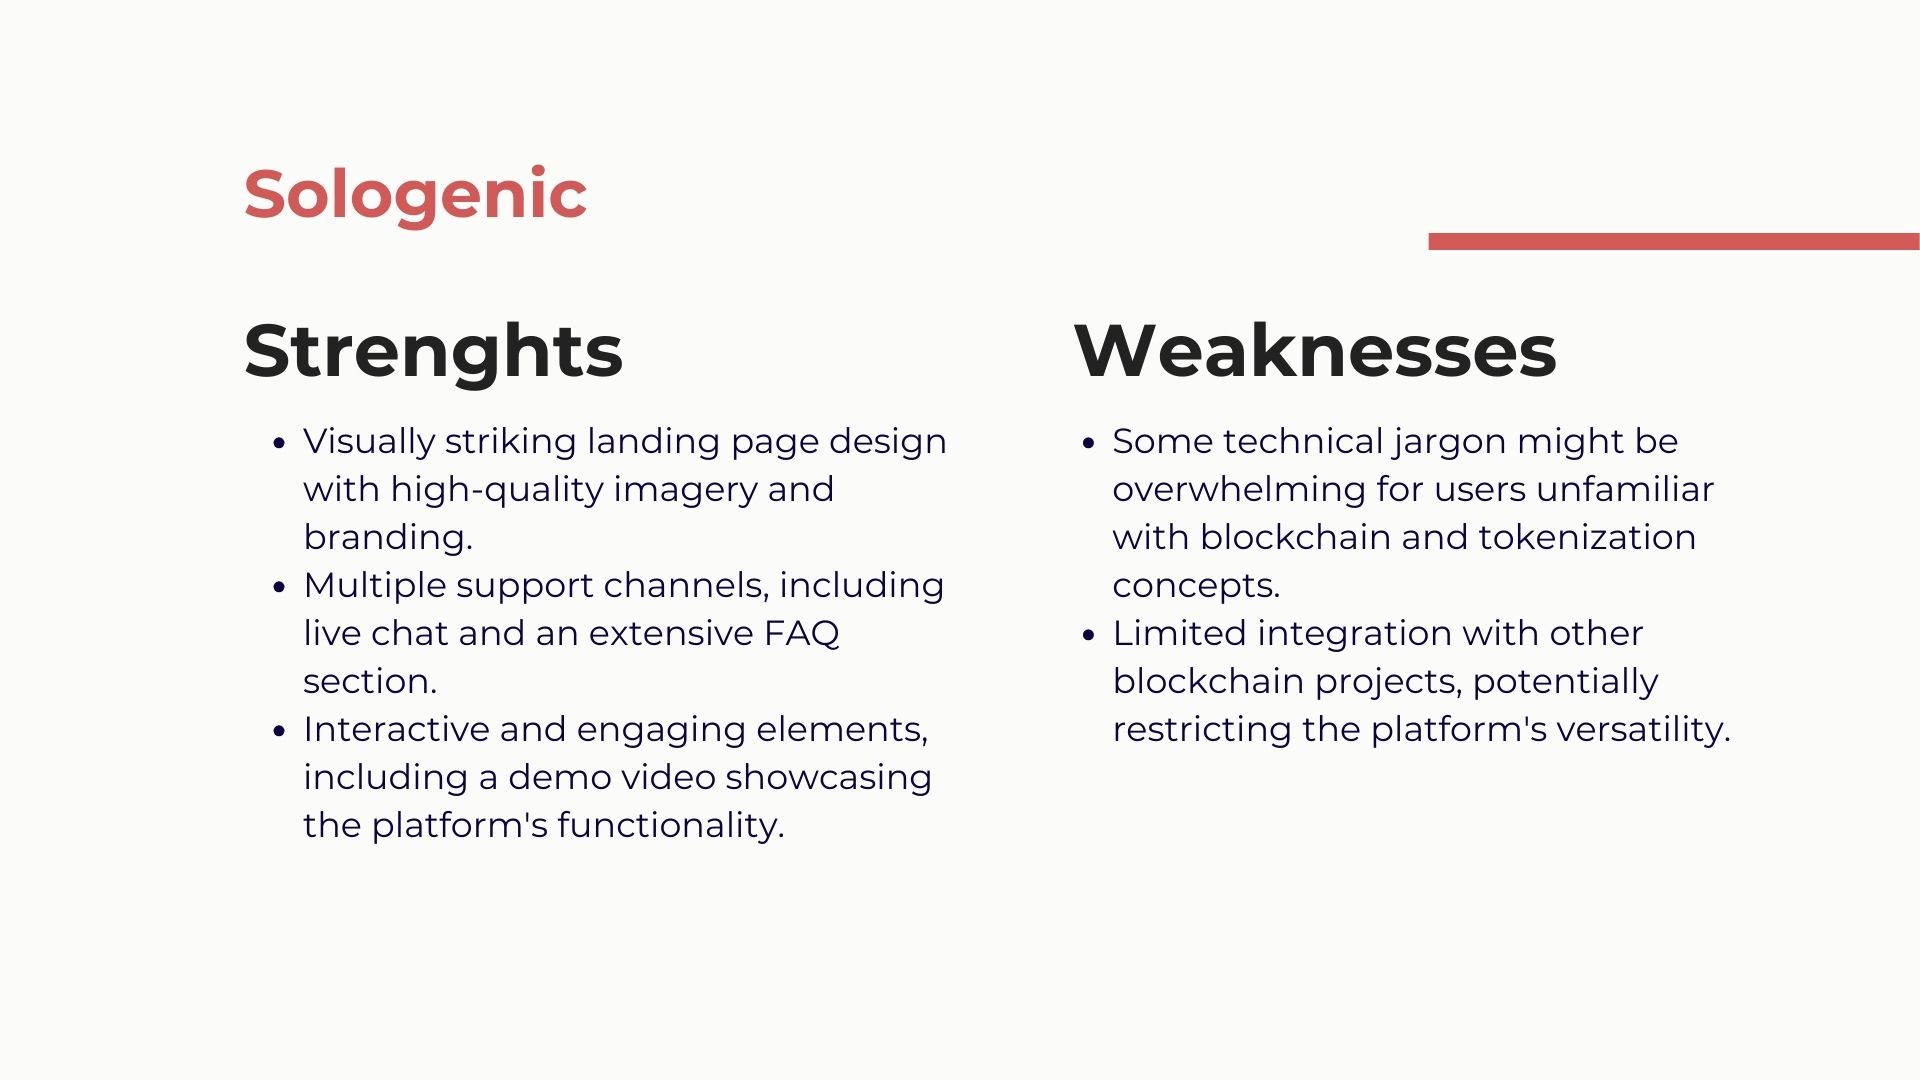 Sologenic
Strenghts
• Visually striking landing page design
with high-quality imagery and
branding.
• Multiple support channels, including
live chat and an extensive FAQ
section.
• Interactive and engaging elements,
including a demo video showcasing
the platform's functionality.
Weaknesses
• Some technical jargon might be
overwhelming for users unfamiliar
with blockchain and tokenization
concepts.
• Limited integration with other
blockchain projects, potentially
restricting the platform's versatility.